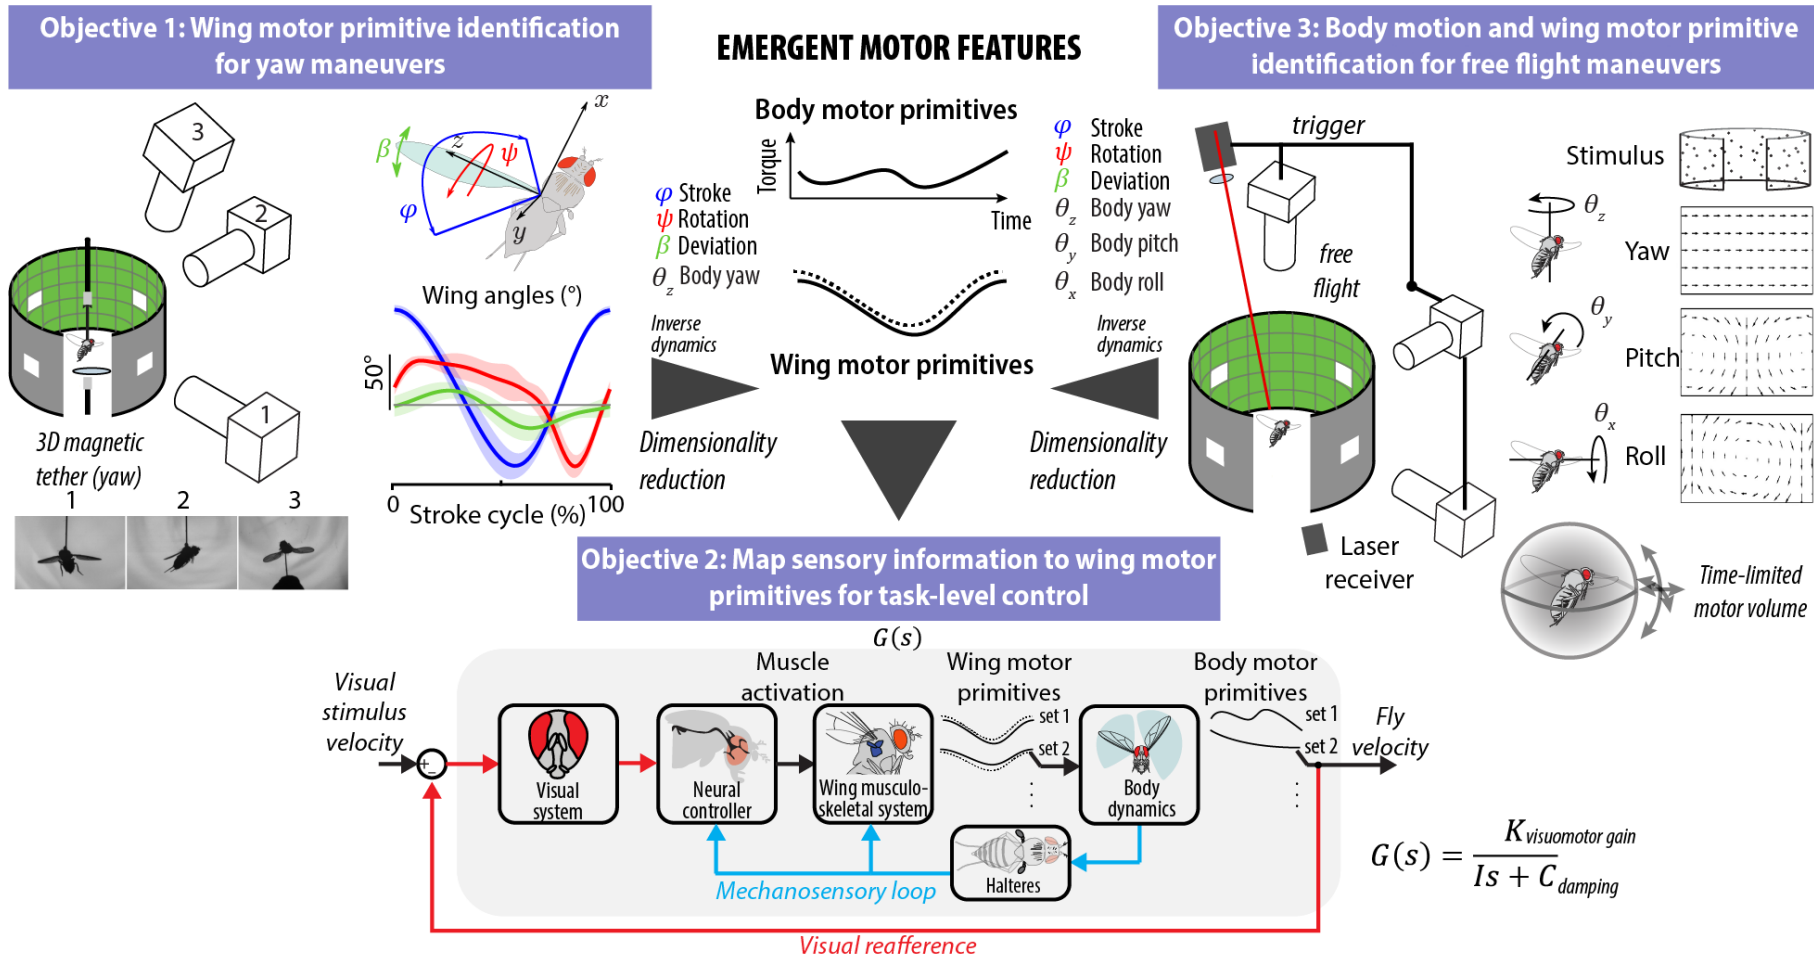 Objective 1: Wing motor primitive identification
for yaw maneuvers
3
2
1
3D magnetic
tether (yaw)
1 2 3
x
z
y
β
ψ
φ
φ
Wing angles (°)
50°
0 100
Stroke cycle (%)
φ Stroke
ψ Rotation
β Deviation
θz Body yaw
Inverse
dynamics
Dimensionality
reduction
EMERGENT MOTOR FEATURES
Body motor primitives
Torque
Time
Wing motor primitives
Objective 3: Body motion and wing motor primitive
identification for free flight maneuvers
φ Stroke
ψ Rotation
β Deviation
θz Body yaw
θy Body pitch
θx Body roll
Inverse
dynamics
Dimensionality
reduction
trigger
free
flight
Laser
receiver
Stimulus
θz
Yaw
θy
Pitch
θx
Roll
Time-limited
motor volume
Objective 2: Map sensory information to wing motor
primitives for task-level control
G(s)
Visual
stimulus
velocity
+
−
Visual
system
Neural
controller
Muscle
activation
Wing musculo-
skeletal system
Wing motor
primitives
set 1
set 2
Body
dynamics
Body motor
primitives
set 1
set 2
Fly
velocity
Halteres
Mechanosensory loop
Visual reafference
G(s) = K visuomotor gain
Is + C damping